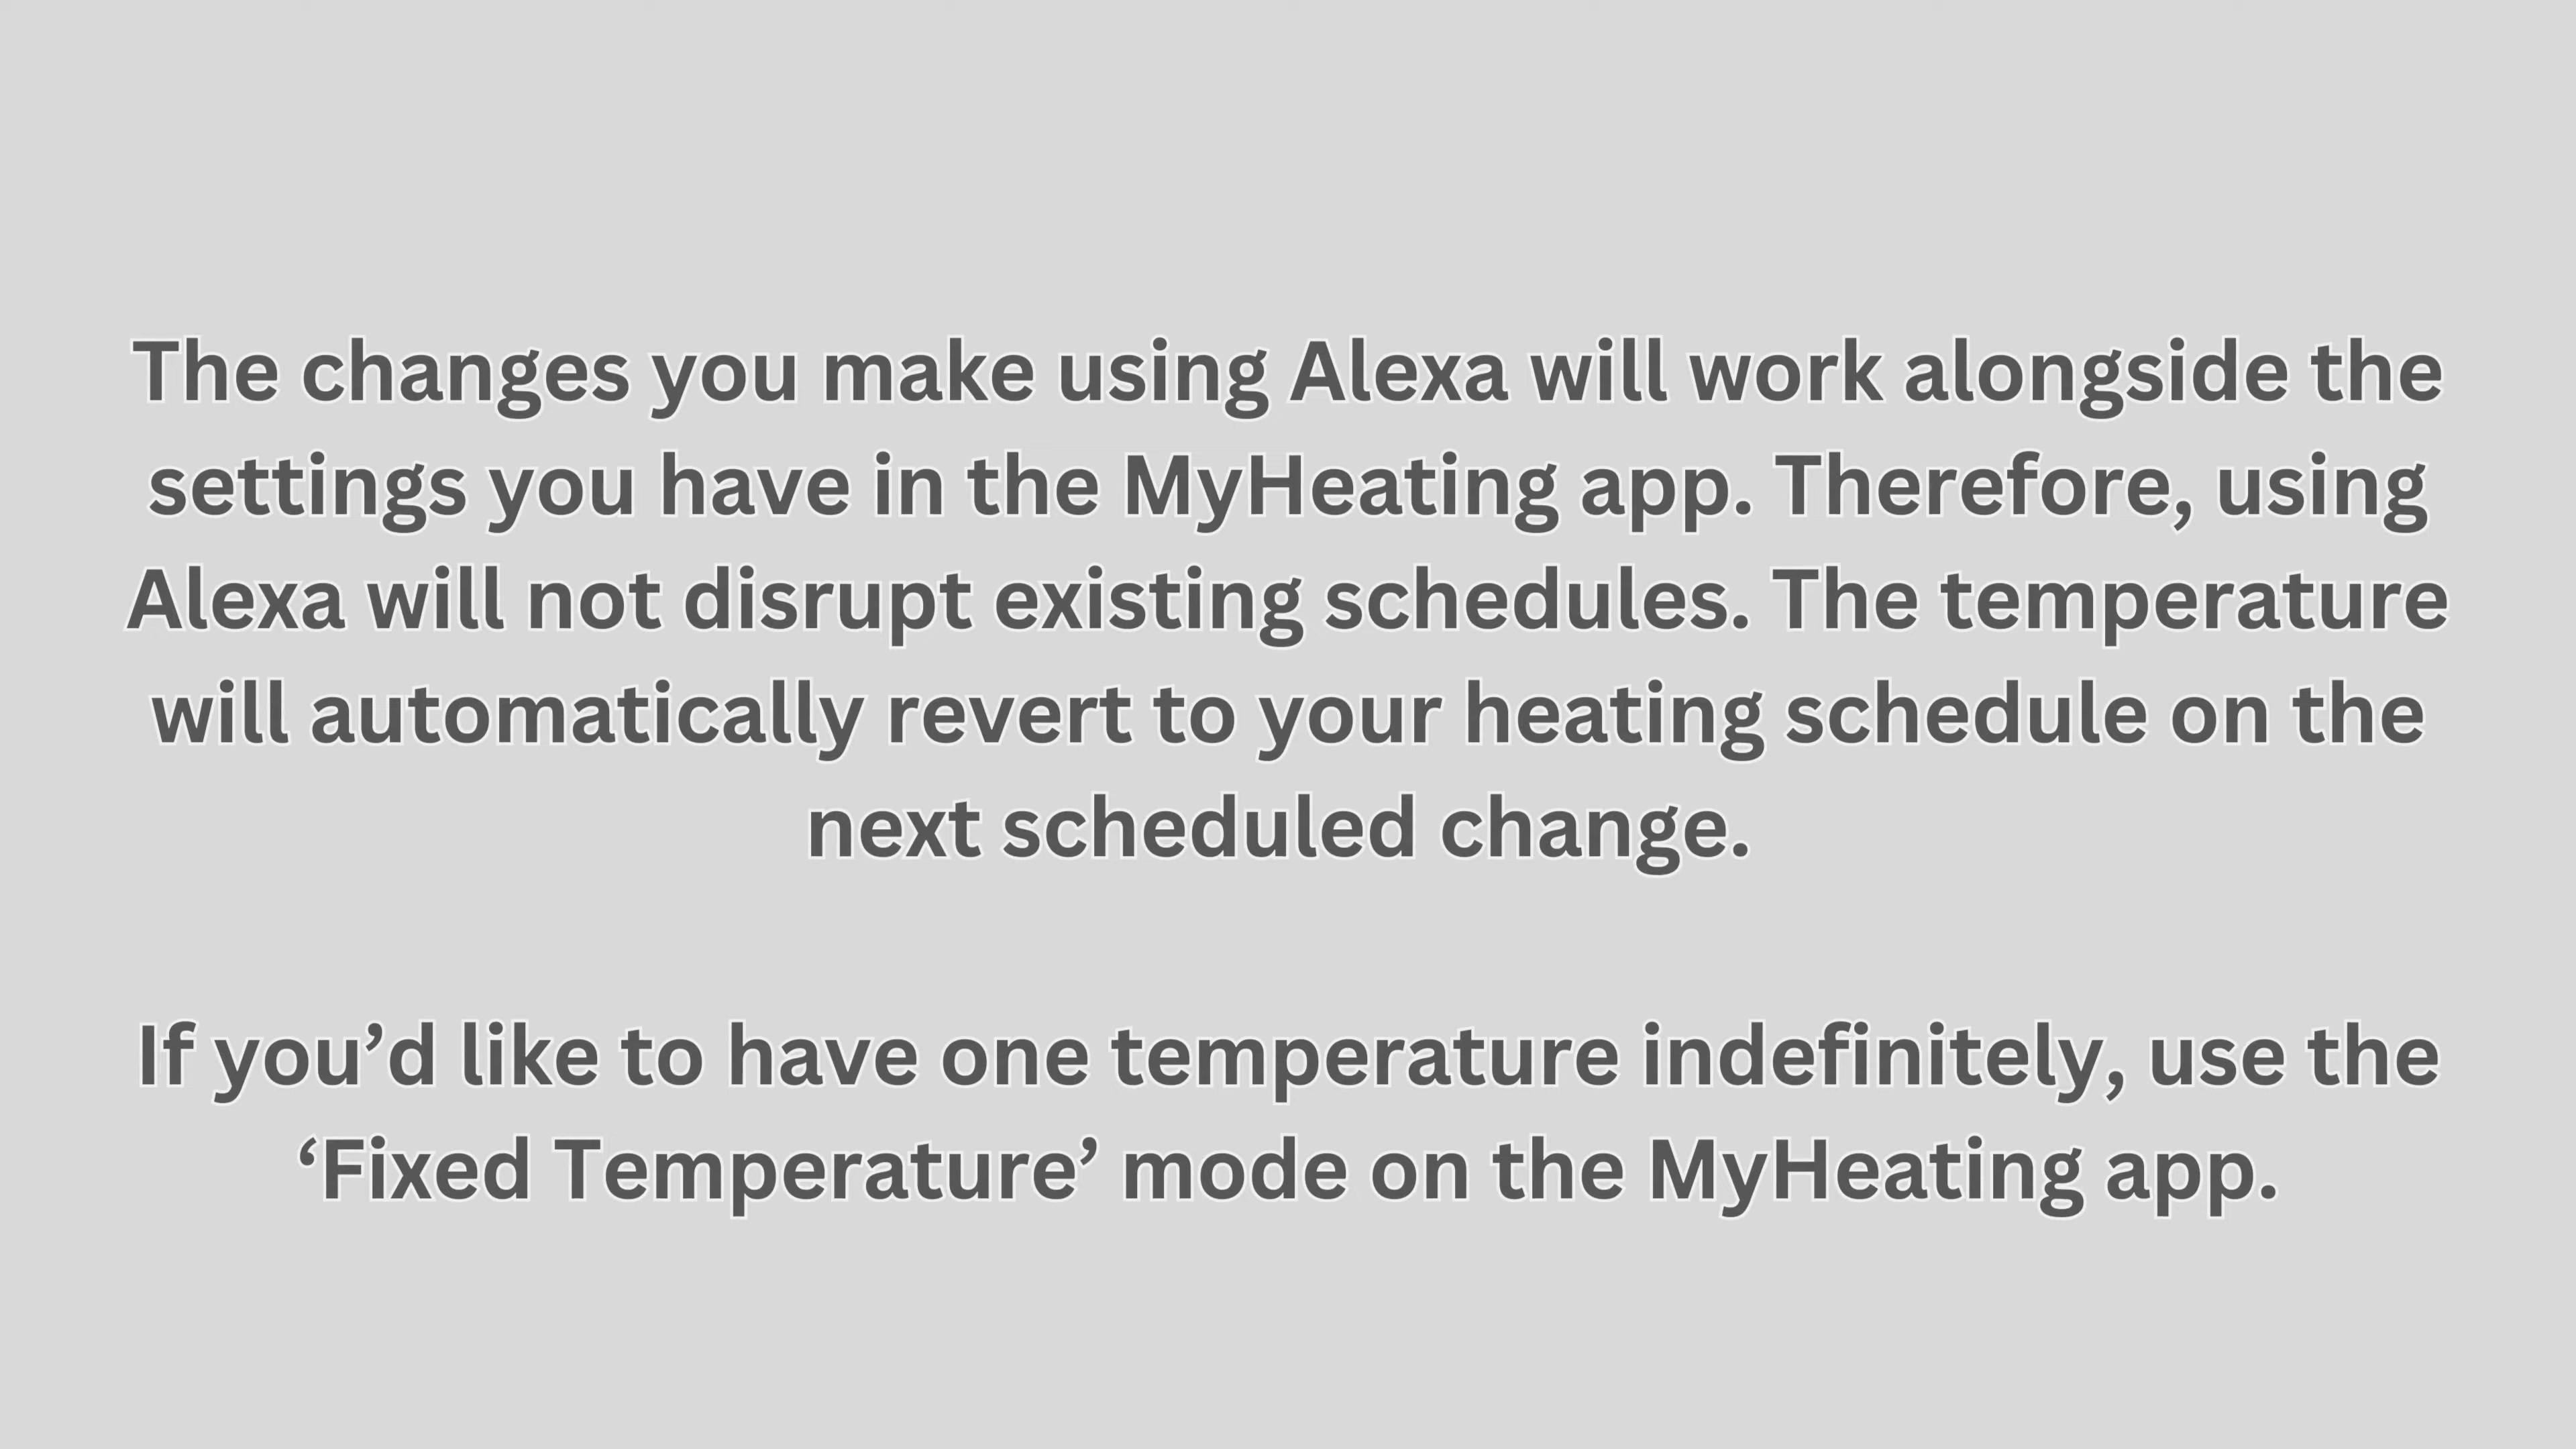 The changes you make using Alexa will work alongside the
settings you have in the MyHeating app. Therefore, using
Alexa will not disrupt existing schedules. The temperature
will automatically revert to your heating schedule on the
next scheduled change.
If you’d like to have one temperature indefinitely, use the
‘Fixed Temperature’ mode on the MyHeating app.